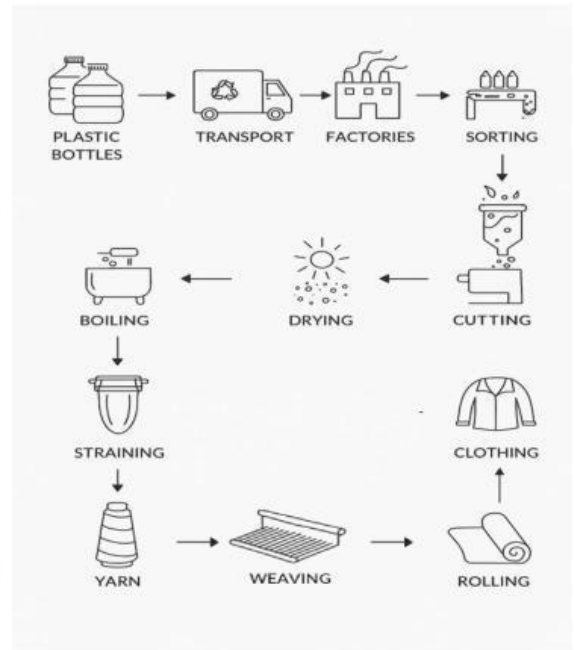 PLASTIC
BOTTLES
TRANSPORT
FACTORIES
SORTING
BOILING
DRYING
CUTTING
STRAINING
CLOTHING
YARN
WEAVING
ROLLING